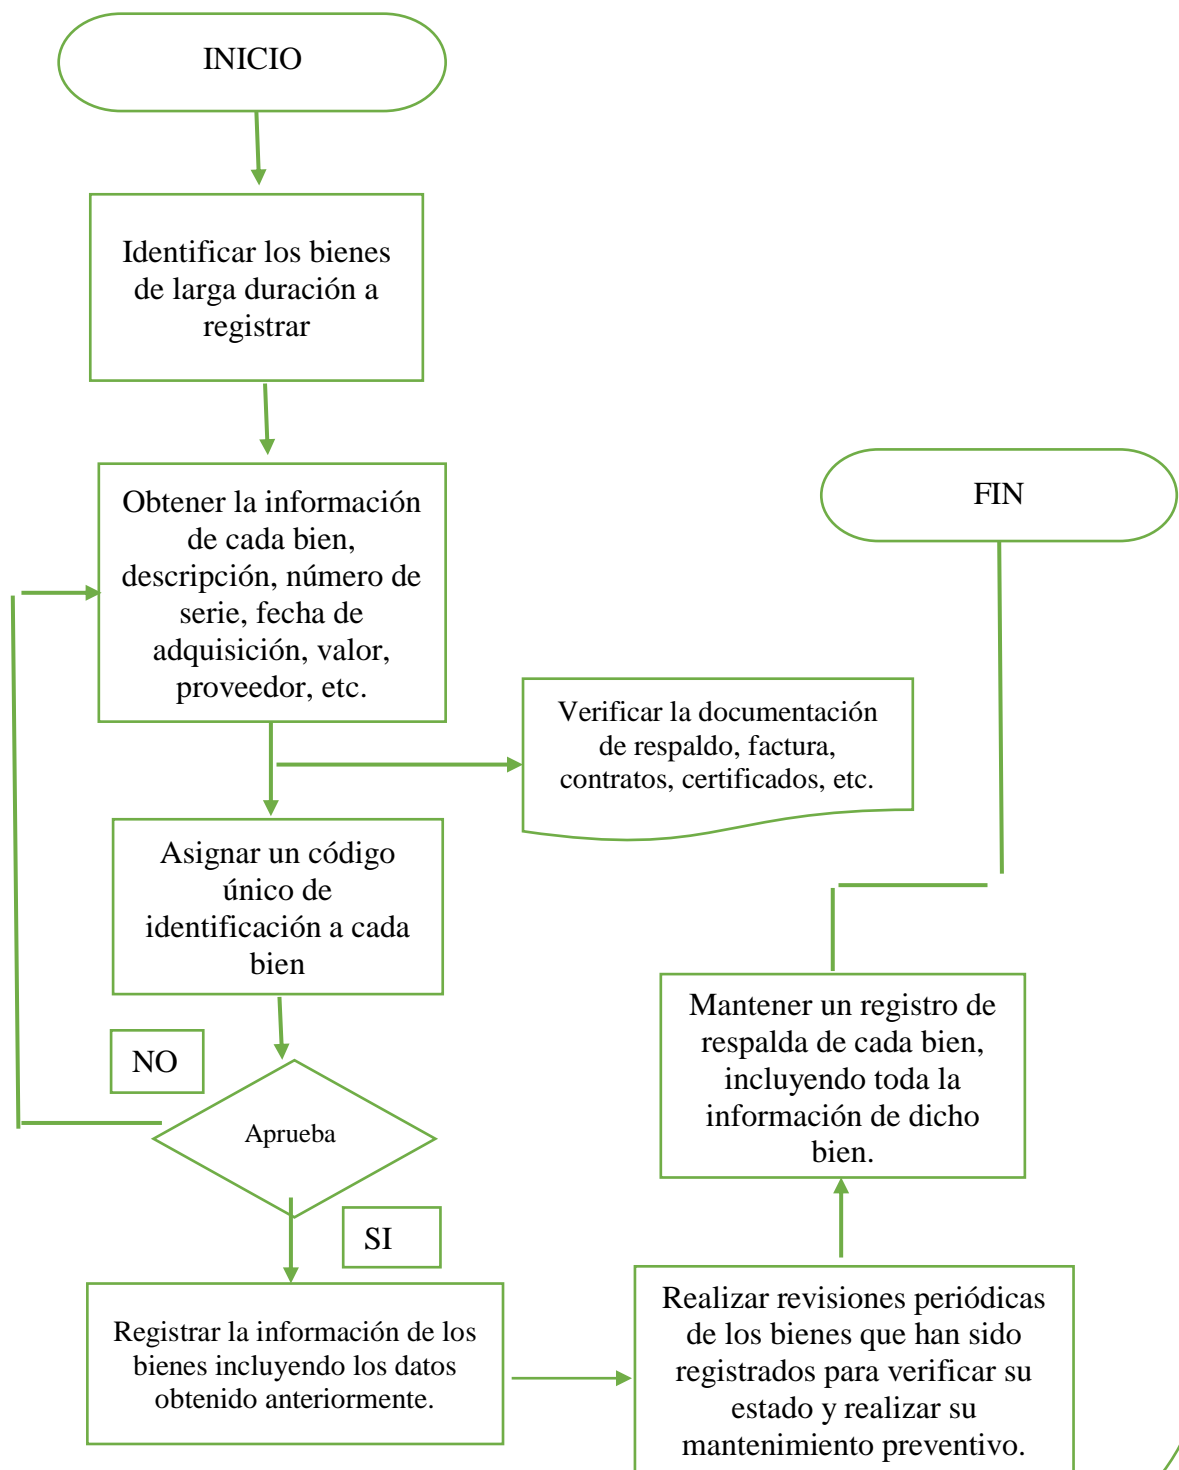 INICIO
Identificar los bienes
de larga duración a
registrar
Obtener la información
de cada bien,
descripción, número de
serie, fecha de
adquisición, valor,
proveedor, etc.
Verificar la documentación
de respaldo, factura,
contratos, certificados, etc.
Asignar un código
único de
identificación a cada
bien
NO
Aprueba
SI
Registrar la información de los
bienes incluyendo los datos
obtenido anteriormente.
Realizar revisiones periódicas
de los bienes que han sido
registrados para verificar su
estado y realizar su
mantenimiento preventivo.
Mantener un registro de
respalda de cada bien,
incluyendo toda la
información de dicho
bien.
FIN